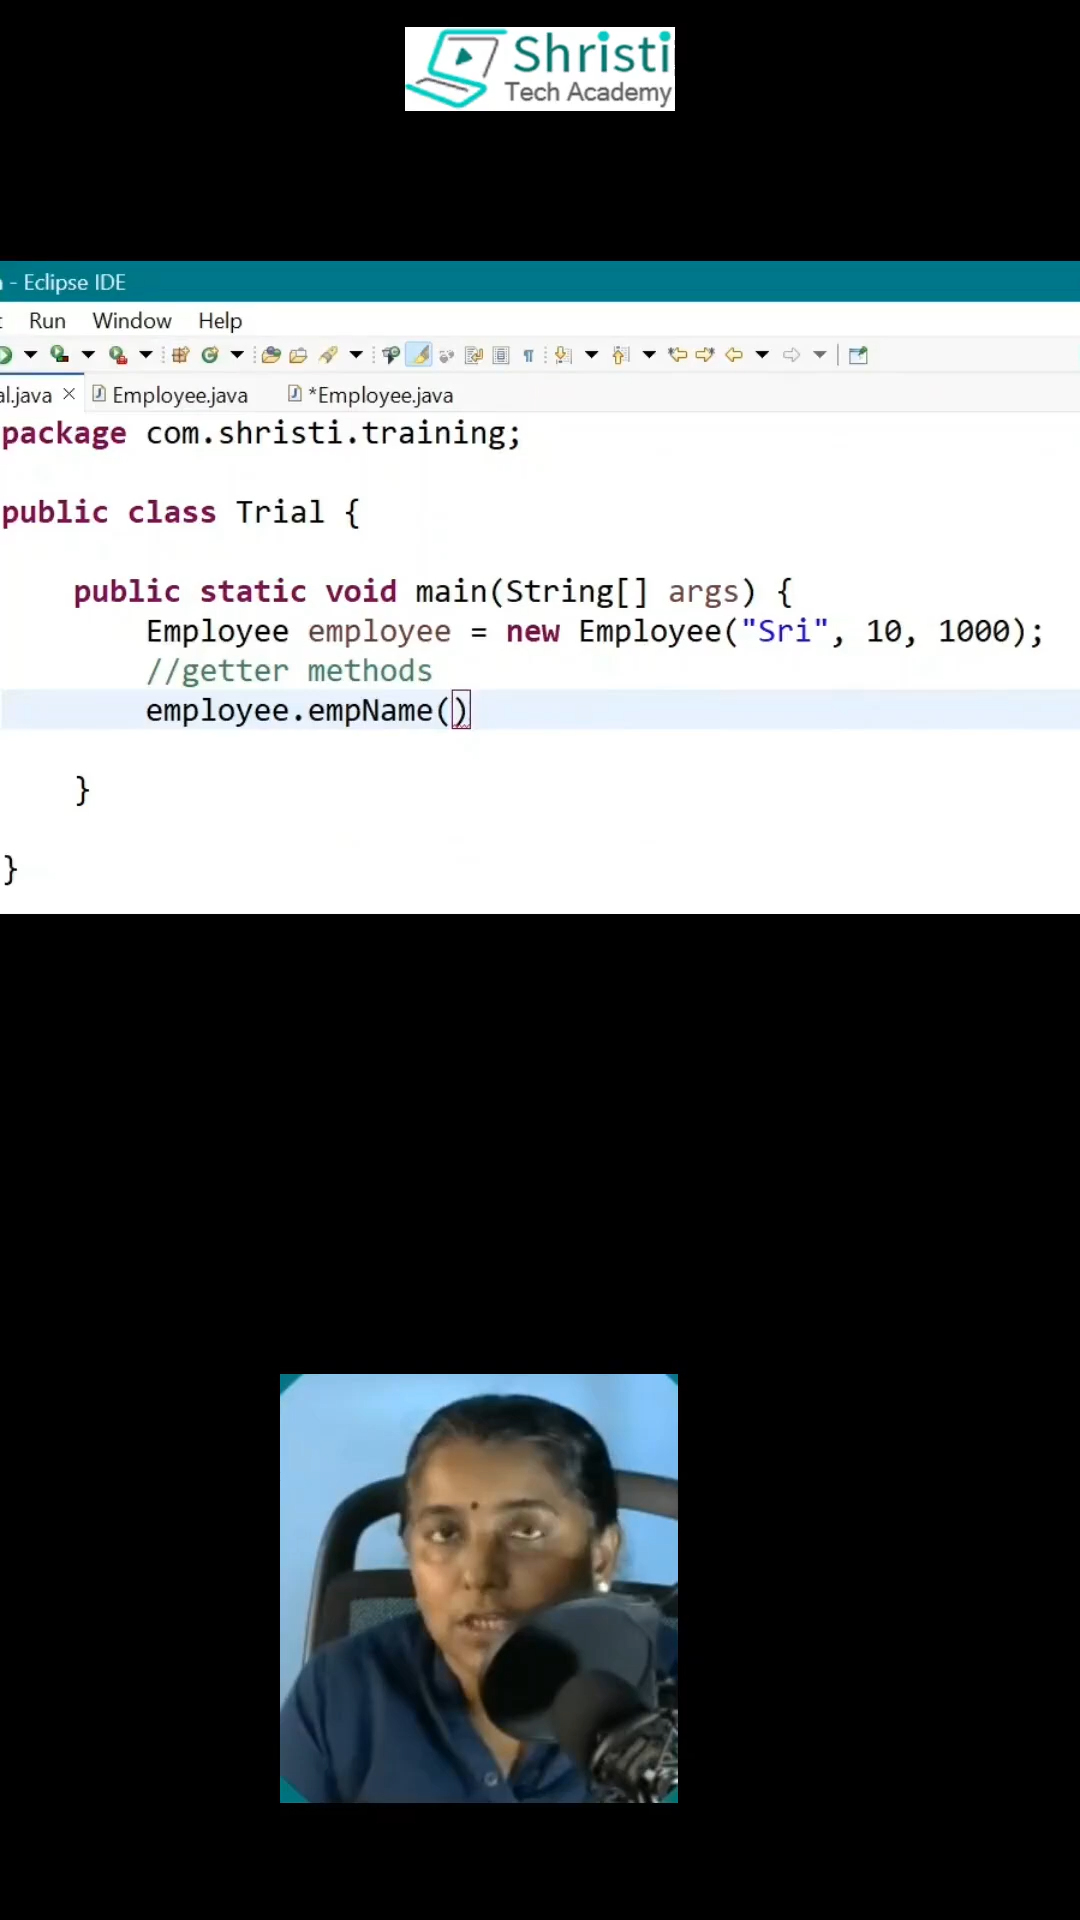 Shristi
Tech Academy
- Eclipse IDE
Run Window Help
al.java Employee.java *Employee.java
package com.shristi.training;
public class Trial {
public static void main(String[] args) {
Employee employee = new Employee("Sri", 10, 1000);
//getter methods
employee.empName()
}
}